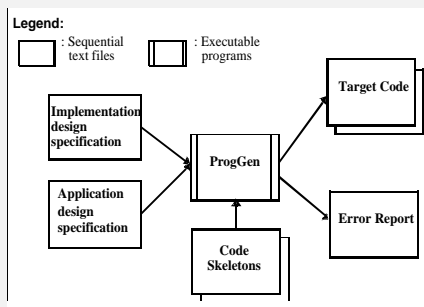 Legend:
: Sequential
text files
: Executable
programs
Implementation
design
specification
Application
design
specification
ProgGen
Code
Skeletons
Target Code
Error Report